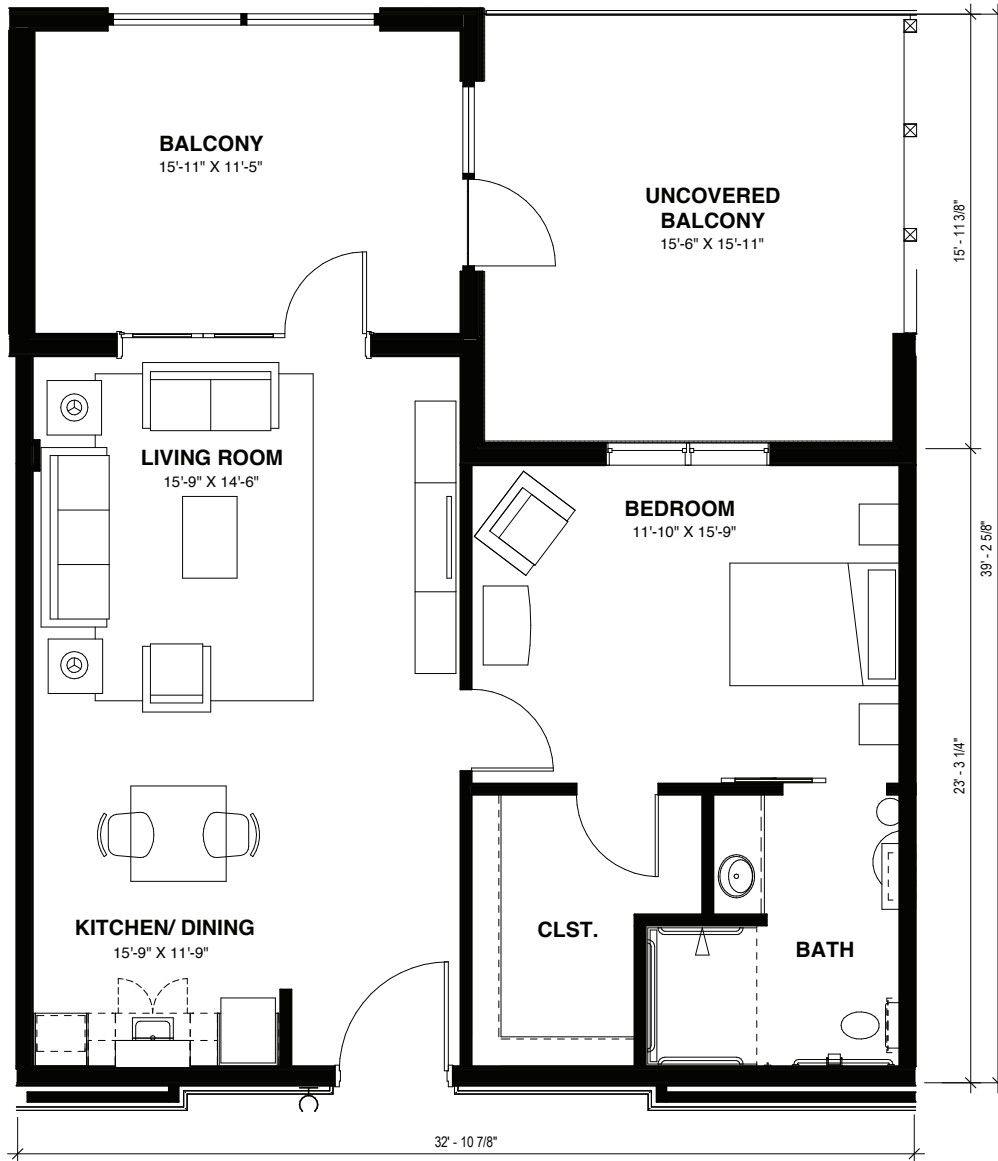 BALCONY
15'-11" X 11'-5"
UNCOVERED
BALCONY
15'-6" X 15'-11"
15' - 11 3/8"
LIVING ROOM
15'-9" X 14'-6"
BEDROOM
11'-10" X 15'-9"
39' - 2 5/8"
23' - 3 1/4"
KITCHEN/ DINING
15'-9" X 11'-9"
CLST.
BATH
32' - 10 7/8"